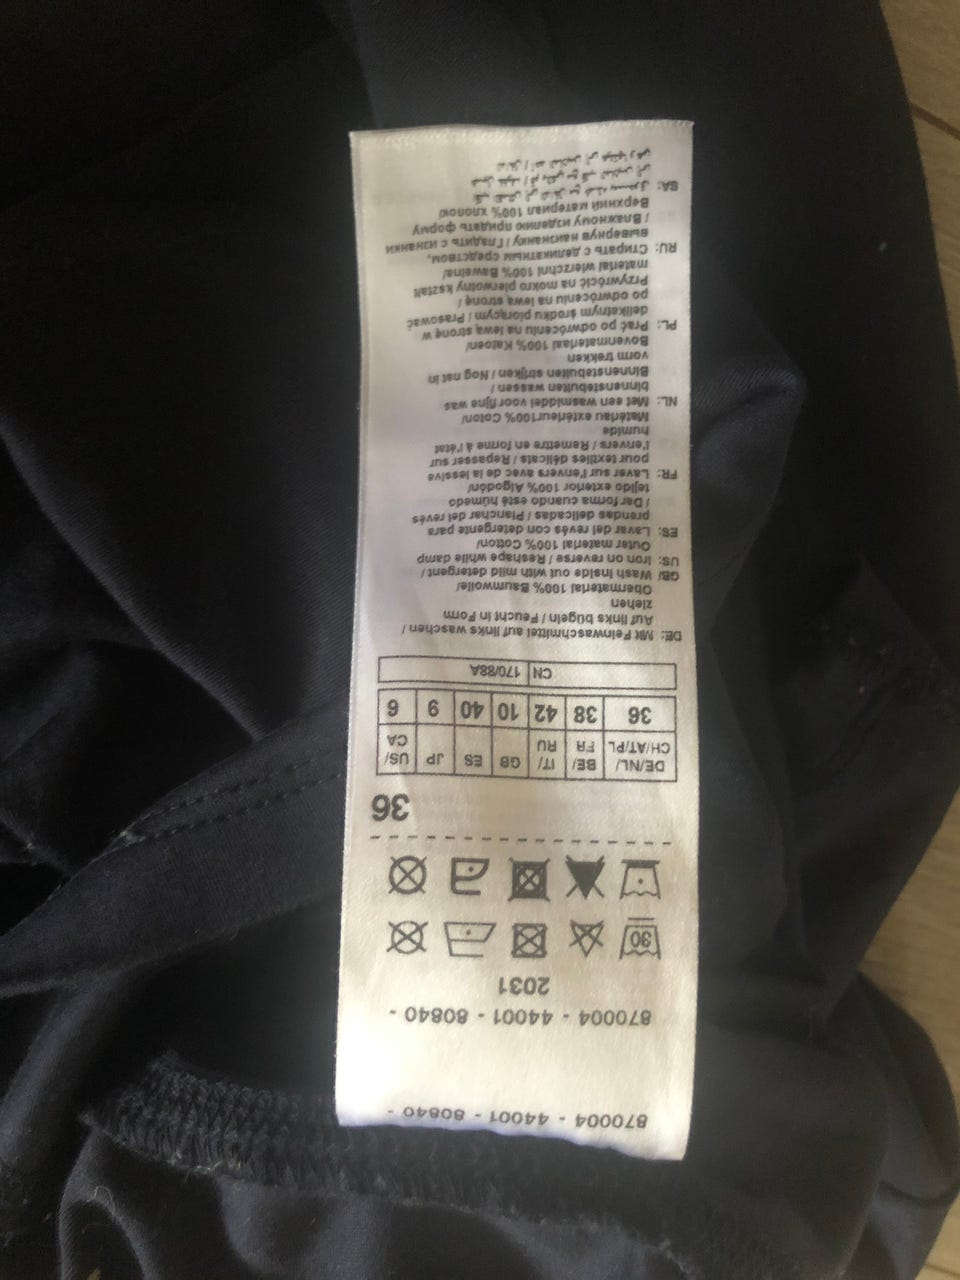 870004 - 44001 - 80840 -
870004 - 44001 - 80840 -
2031
30
36
DE/NL/ CH/AT/PL BE/ FR IT/ RU GB ES JP US/ CA
36 38 42 10 40 9 6
CN 170/88A
DE: Mit Feinwaschmittel auf links waschen /
Auf links bügeln / Feucht in Form
ziehen
Obermaterial 100% Baumwolle/
GB/ Wash inside out with mild detergent /
US: Iron on reverse / Reshape while damp
Outer material 100% Cotton/
ES: Lavar del revés con detergente para
prendas delicadas / Planchar del revés
/ Dar forma cuando esté húmedo
tejido exterior 100% Algodón/
FR: Laver sur l'envers avec de la lessive
pour textiles délicats / Repasser sur
l'envers / Remettre en forme à l'état
humide
Matériau extérieur100% Coton/
NL: Met een wasmiddel voor fijne was
binnenstebuiten wassen /
Binnenstebuiten strijken / Nog nat in
vorm trekken
Bovenmateriaal 100% Katoen/
PL: Prać po odwróceniu na lewą stronę w
delikatnym środku piorącym / Prasować
po odwróceniu na lewą stronę /
Przywrócić na mokro pierwotny kształt
materiał wierzchni 100% Bawełna/
RU: Стирать с деликатным средством,
вывернув наизнанку / Гладить с изнанки
/ Влажному изделию придать форму
Верхний материал 100% хлопок/
SA: